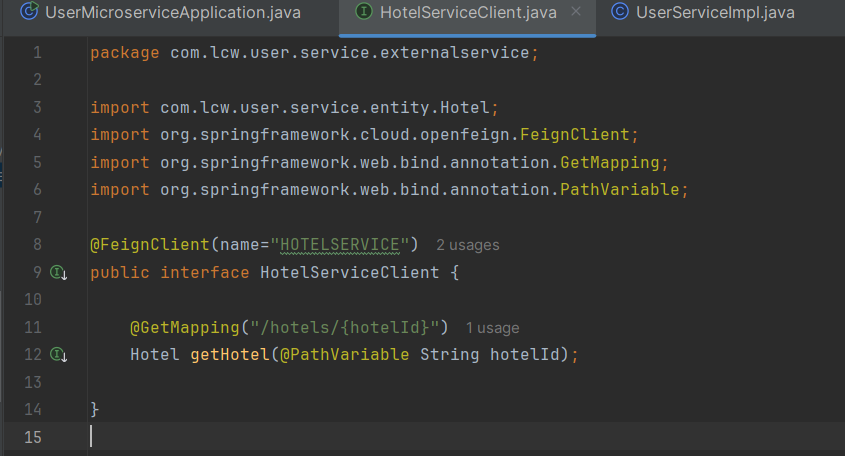 UserMicroserviceApplication.java HotelServiceClient.java × UserServiceImpl.java
1 package com.lcw.user.service.externalservice;
2
3 import com.lcw.user.service.entity.Hotel;
4 import org.springframework.cloud.openfeign.FeignClient;
5 import org.springframework.web.bind.annotation.GetMapping;
6 import org.springframework.web.bind.annotation.PathVariable;
7
8 @FeignClient(name="HOTELSERVICE") 2 usages
9 public interface HotelServiceClient {
10
11 @GetMapping("/hotels/{hotelId}") 1 usage
12 Hotel getHotel(@PathVariable String hotelId);
13
14 }
15